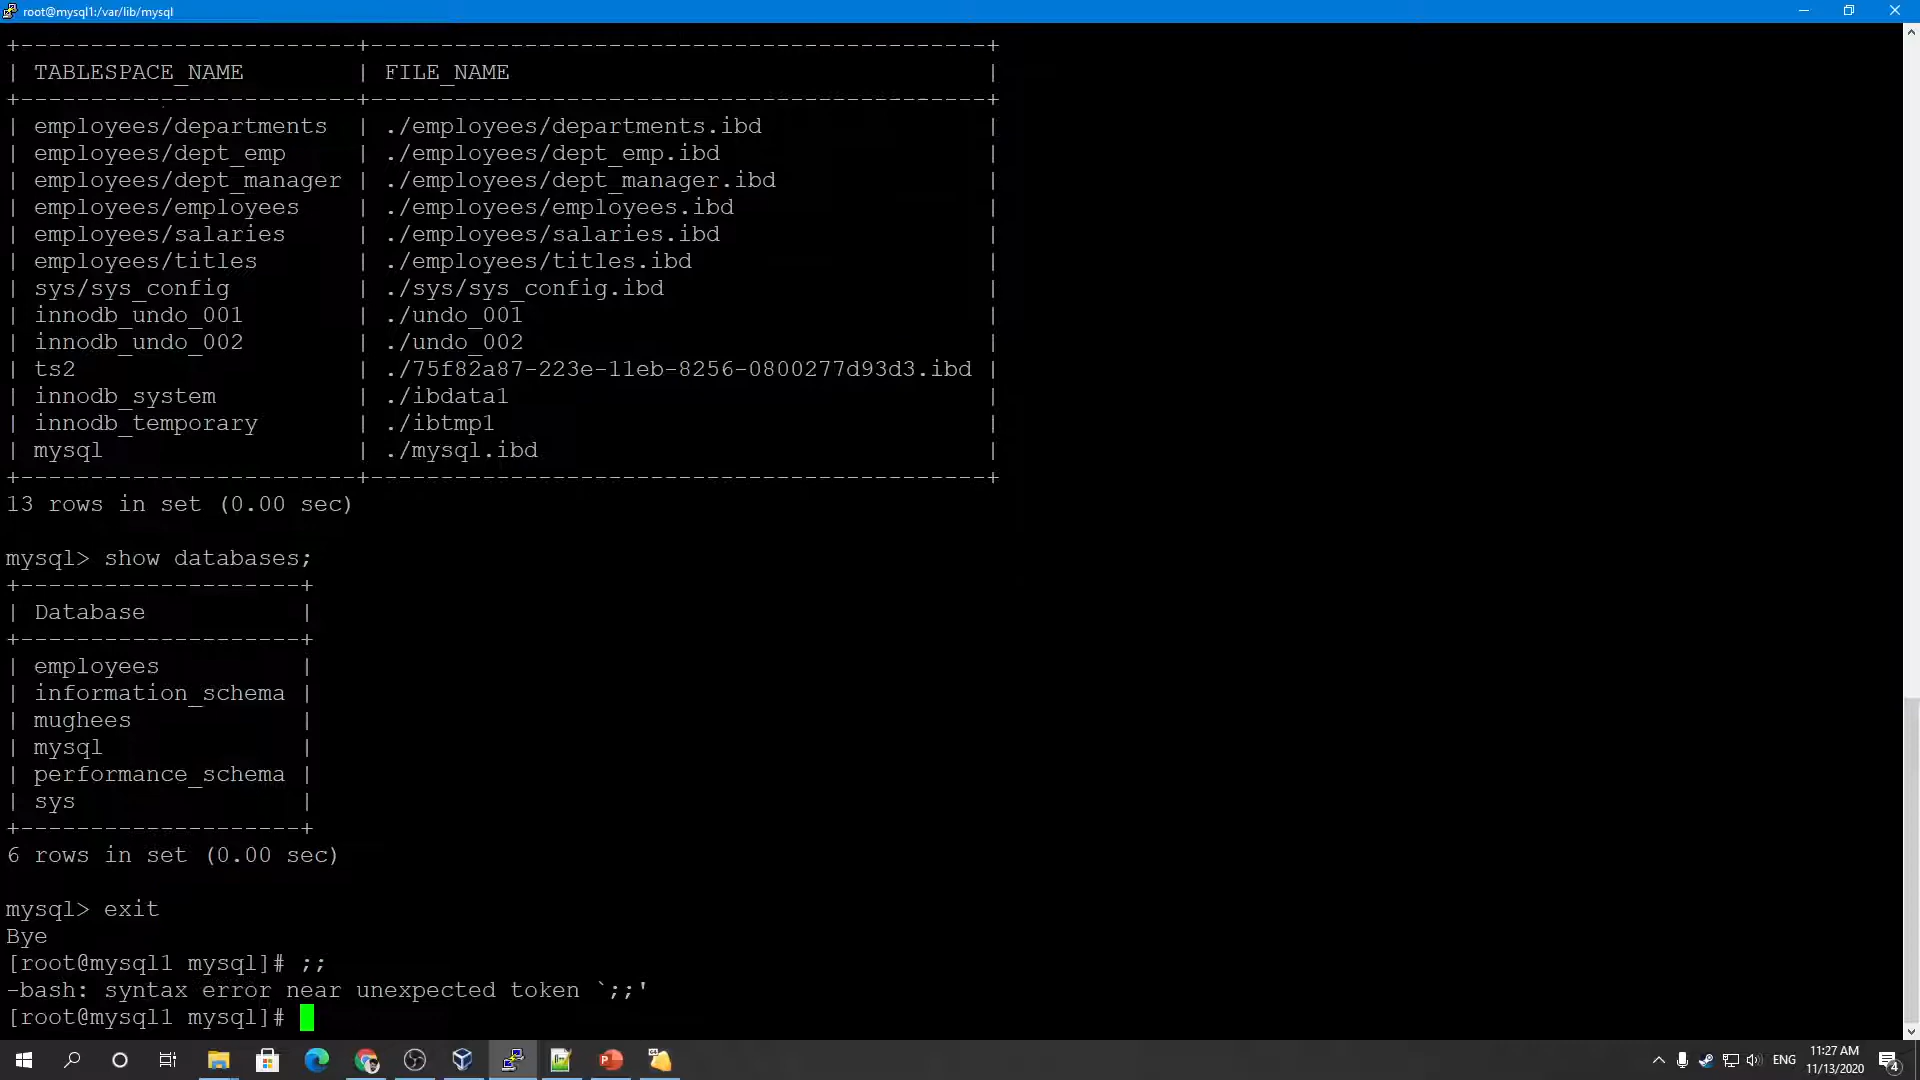 root@mysql1:/var/lib/mysql
+-------------------------+--------------------------------------------+
| TABLESPACE_NAME | FILE_NAME |
+-------------------------+--------------------------------------------+
| employees/departments | ./employees/departments.ibd |
| employees/dept_emp | ./employees/dept_emp.ibd |
| employees/dept_manager | ./employees/dept_manager.ibd |
| employees/employees | ./employees/employees.ibd |
| employees/salaries | ./employees/salaries.ibd |
| employees/titles | ./employees/titles.ibd |
| sys/sys_config | ./sys/sys_config.ibd |
| innodb_undo_001 | ./undo_001 |
| innodb_undo_002 | ./undo_002 |
| ts2 | ./75f82a87-223e-11eb-8256-0800277d93d3.ibd |
| innodb_system | ./ibdata1 |
| innodb_temporary | ./ibtmp1 |
| mysql | ./mysql.ibd |
+-------------------------+--------------------------------------------+
13 rows in set (0.00 sec)
mysql> show databases;
+--------------------+
| Database |
+--------------------+
| employees |
| information_schema |
| mughees |
| mysql |
| performance_schema |
| sys |
+--------------------+
6 rows in set (0.00 sec)
mysql> exit
Bye
[root@mysql1 mysql]# ;;
-bash: syntax error near unexpected token `;;'
[root@mysql1 mysql]#
ENG
11:27 AM
11/13/2020
4